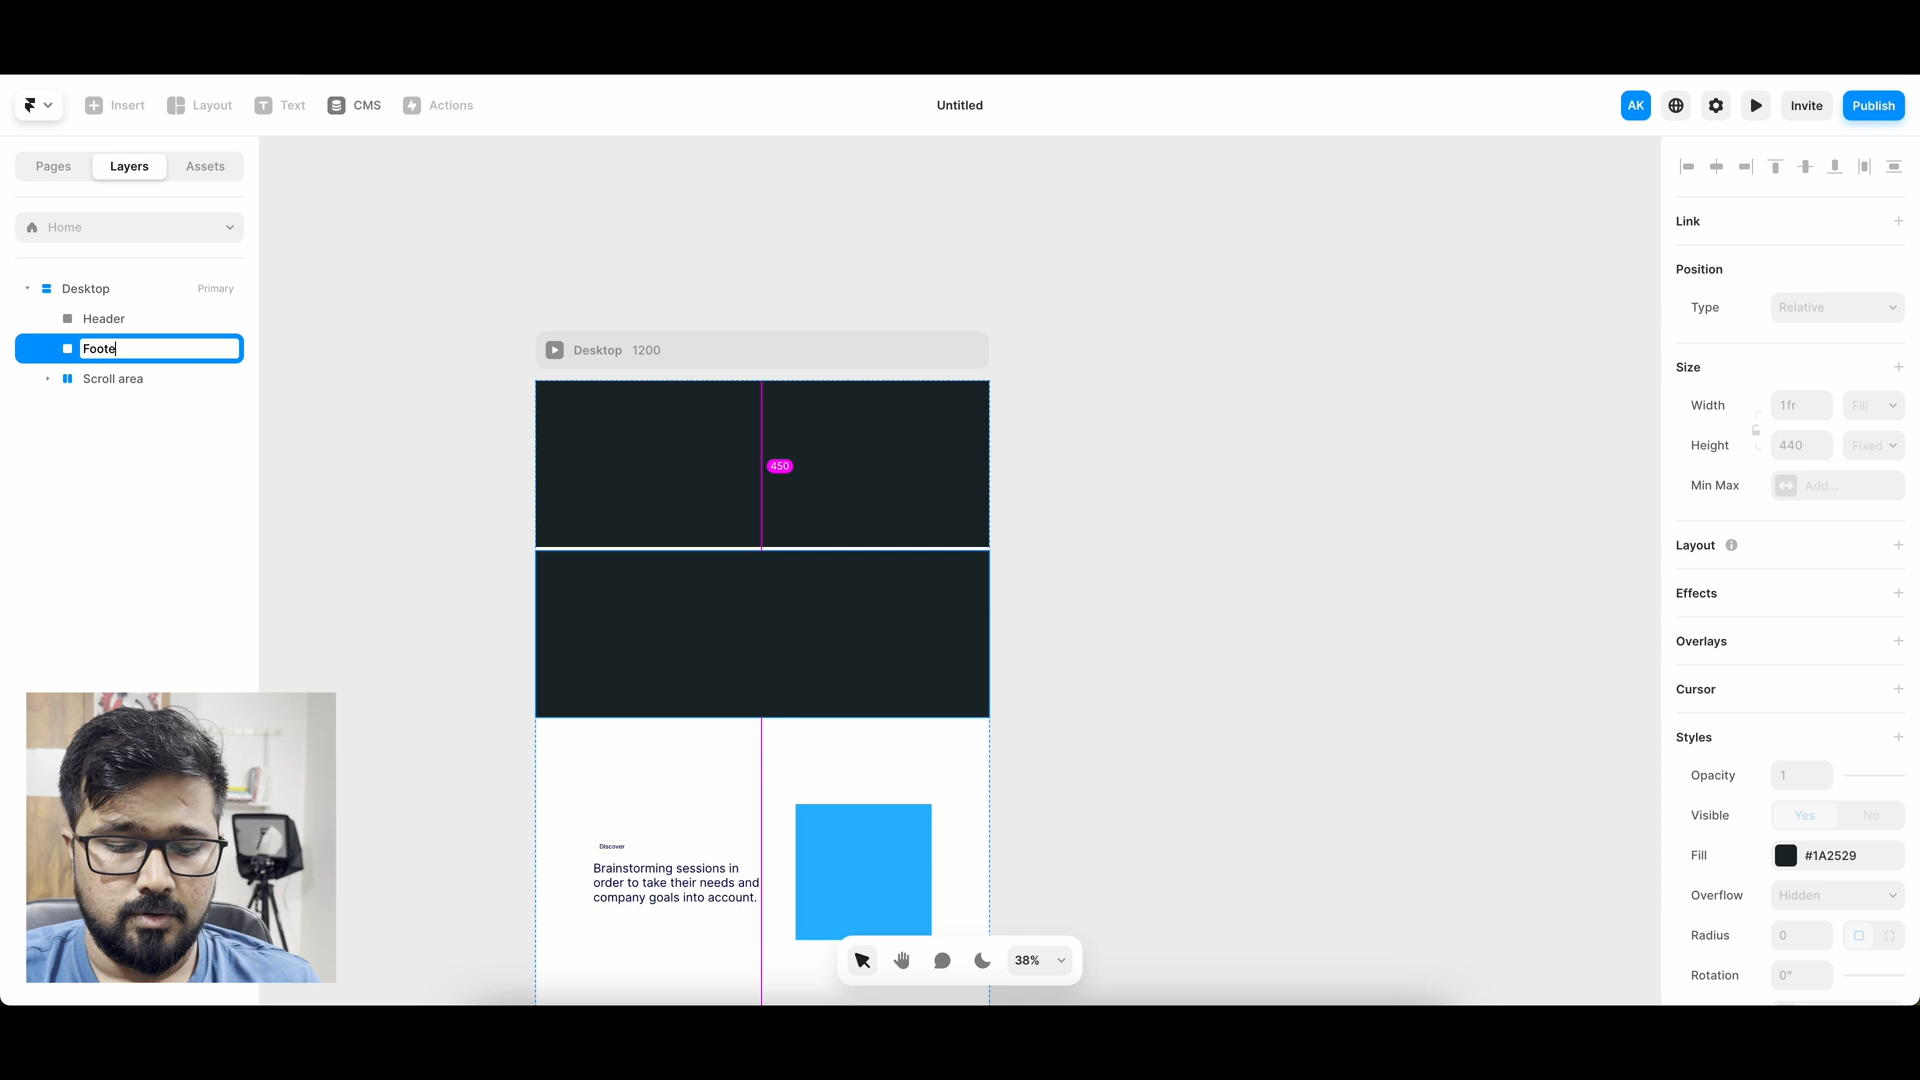 Insert
Layout
Text
CMS
Actions
Untitled
AK
Invite
Publish
Pages
Layers
Assets
Home
Desktop
Primary
Header
Foote
Scroll area
Desktop 1200
450
Discover
Brainstorming sessions in
order to take their needs and
company goals into account.
38%
Link
Position
Type
Relative
Size
Width
1fr
Fill
Height
440
Fixed
Min Max
Add...
Layout
Effects
Overlays
Cursor
Styles
Opacity
1
Visible
Yes
No
Fill
#1A2529
Overflow
Hidden
Radius
0
Rotation
0°